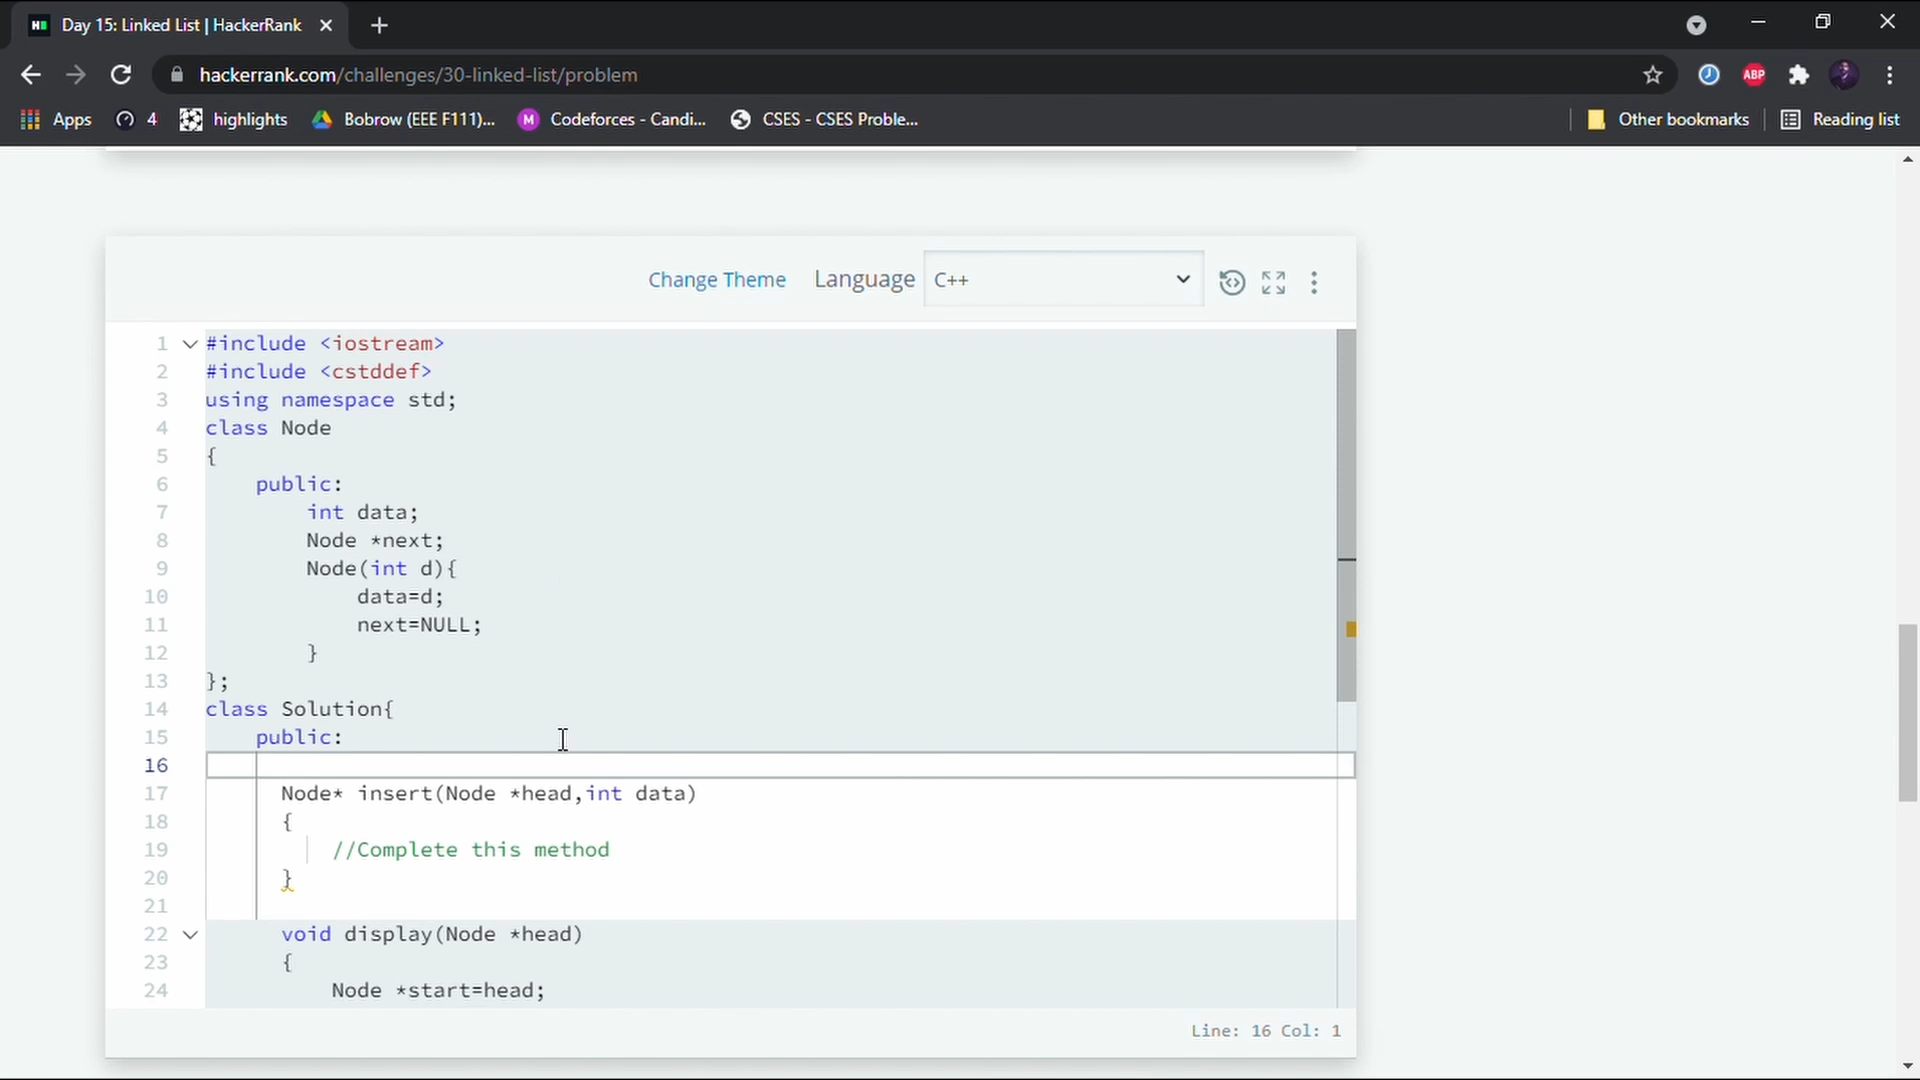 Day 15: Linked List | HackerRank
hackerrank.com/challenges/30-linked-list/problem
ABP
Apps 4 highlights Bobrow (EEE F111)... M Codeforces - Candi... CSES - CSES Proble... Other bookmarks Reading list
Change Theme Language C++
1 #include <iostream>
2 #include <cstddef>
3 using namespace std;
4 class Node
5 {
6 public:
7 int data;
8 Node *next;
9 Node(int d){
10 data=d;
11 next=NULL;
12 }
13 };
14 class Solution{
15 public:
16
17 Node* insert(Node *head,int data)
18 {
19 //Complete this method
20 }
21
22 void display(Node *head)
23 {
24 Node *start=head;
Line: 16 Col: 1